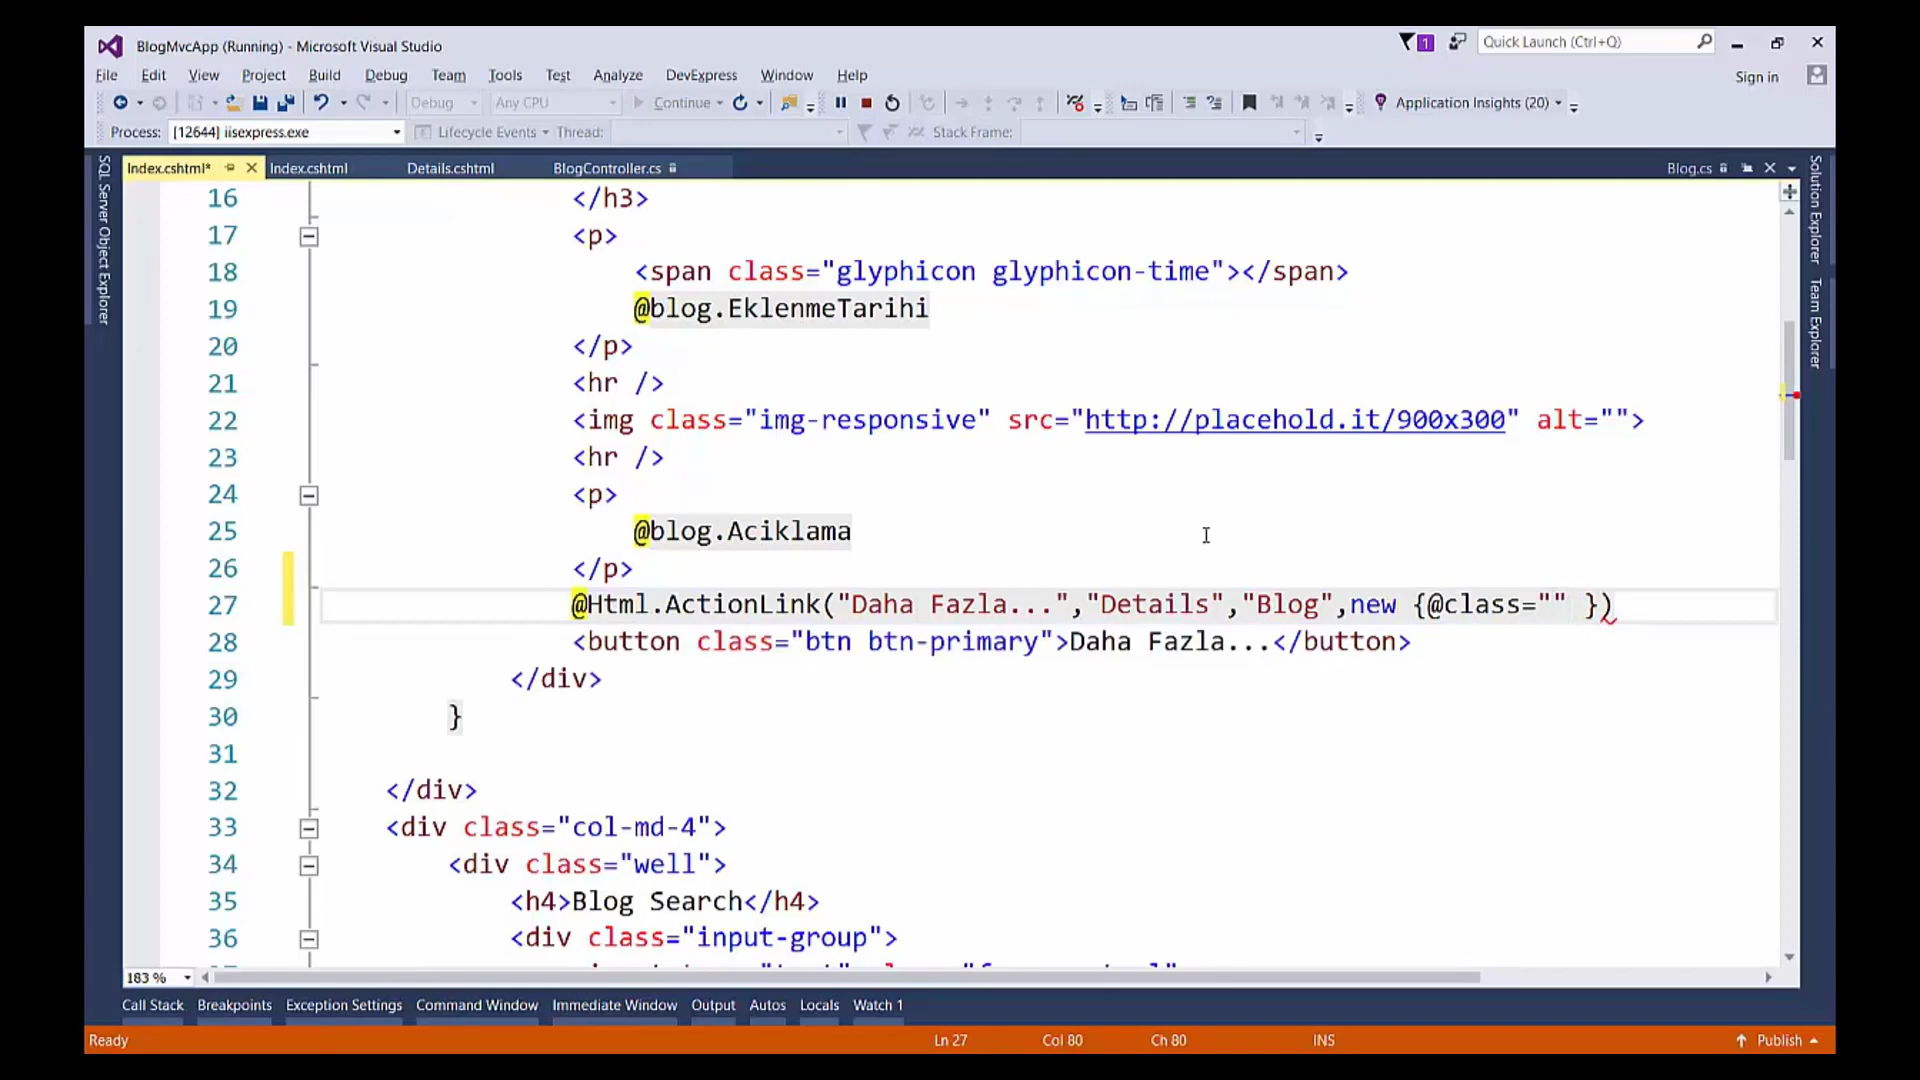 BlogMvcApp (Running) - Microsoft Visual Studio
1
Quick Launch (Ctrl+Q)
File Edit View Project Build Debug Team Tools Test Analyze DevExpress Window Help
Sign in
Debug Any CPU Continue Application Insights (20)
Process: [12644] iisexpress.exe Lifecycle Events Thread: Stack Frame:
Index.cshtml* Index.cshtml Details.cshtml BlogController.cs Blog.cs
SQL Server Object Explorer
Solution Explorer
Team Explorer
16 </h3>
17 <p>
18 <span class="glyphicon glyphicon-time"></span>
19 @blog.EklenmeTarihi
20 </p>
21 <hr />
22 <img class="img-responsive" src="http://placehold.it/900x300" alt="">
23 <hr />
24 <p>
25 @blog.Aciklama
26 </p>
27 @Html.ActionLink("Daha Fazla...","Details","Blog",new {@class="" })
28 <button class="btn btn-primary">Daha Fazla...</button>
29 </div>
30 }
31
32 </div>
33 <div class="col-md-4">
34 <div class="well">
35 <h4>Blog Search</h4>
36 <div class="input-group">
183 %
Call Stack Breakpoints Exception Settings Command Window Immediate Window Output Autos Locals Watch 1
Ready Ln 27 Col 80 Ch 80 INS Publish